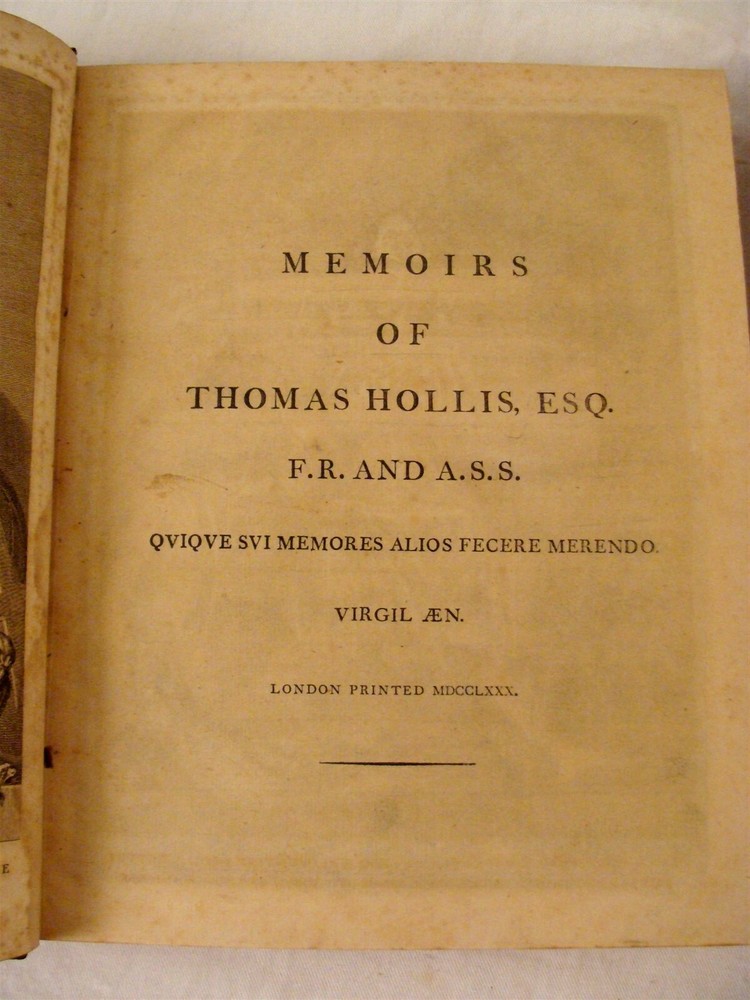 MEMOIRS
OF
THOMAS HOLLIS, ESQ.
F.R. AND A.S.S.
QVIQVE SVI MEMORES ALIOS FECERE MERENDO.
VIRGIL ÆN.
LONDON PRINTED MDCCLXXX.